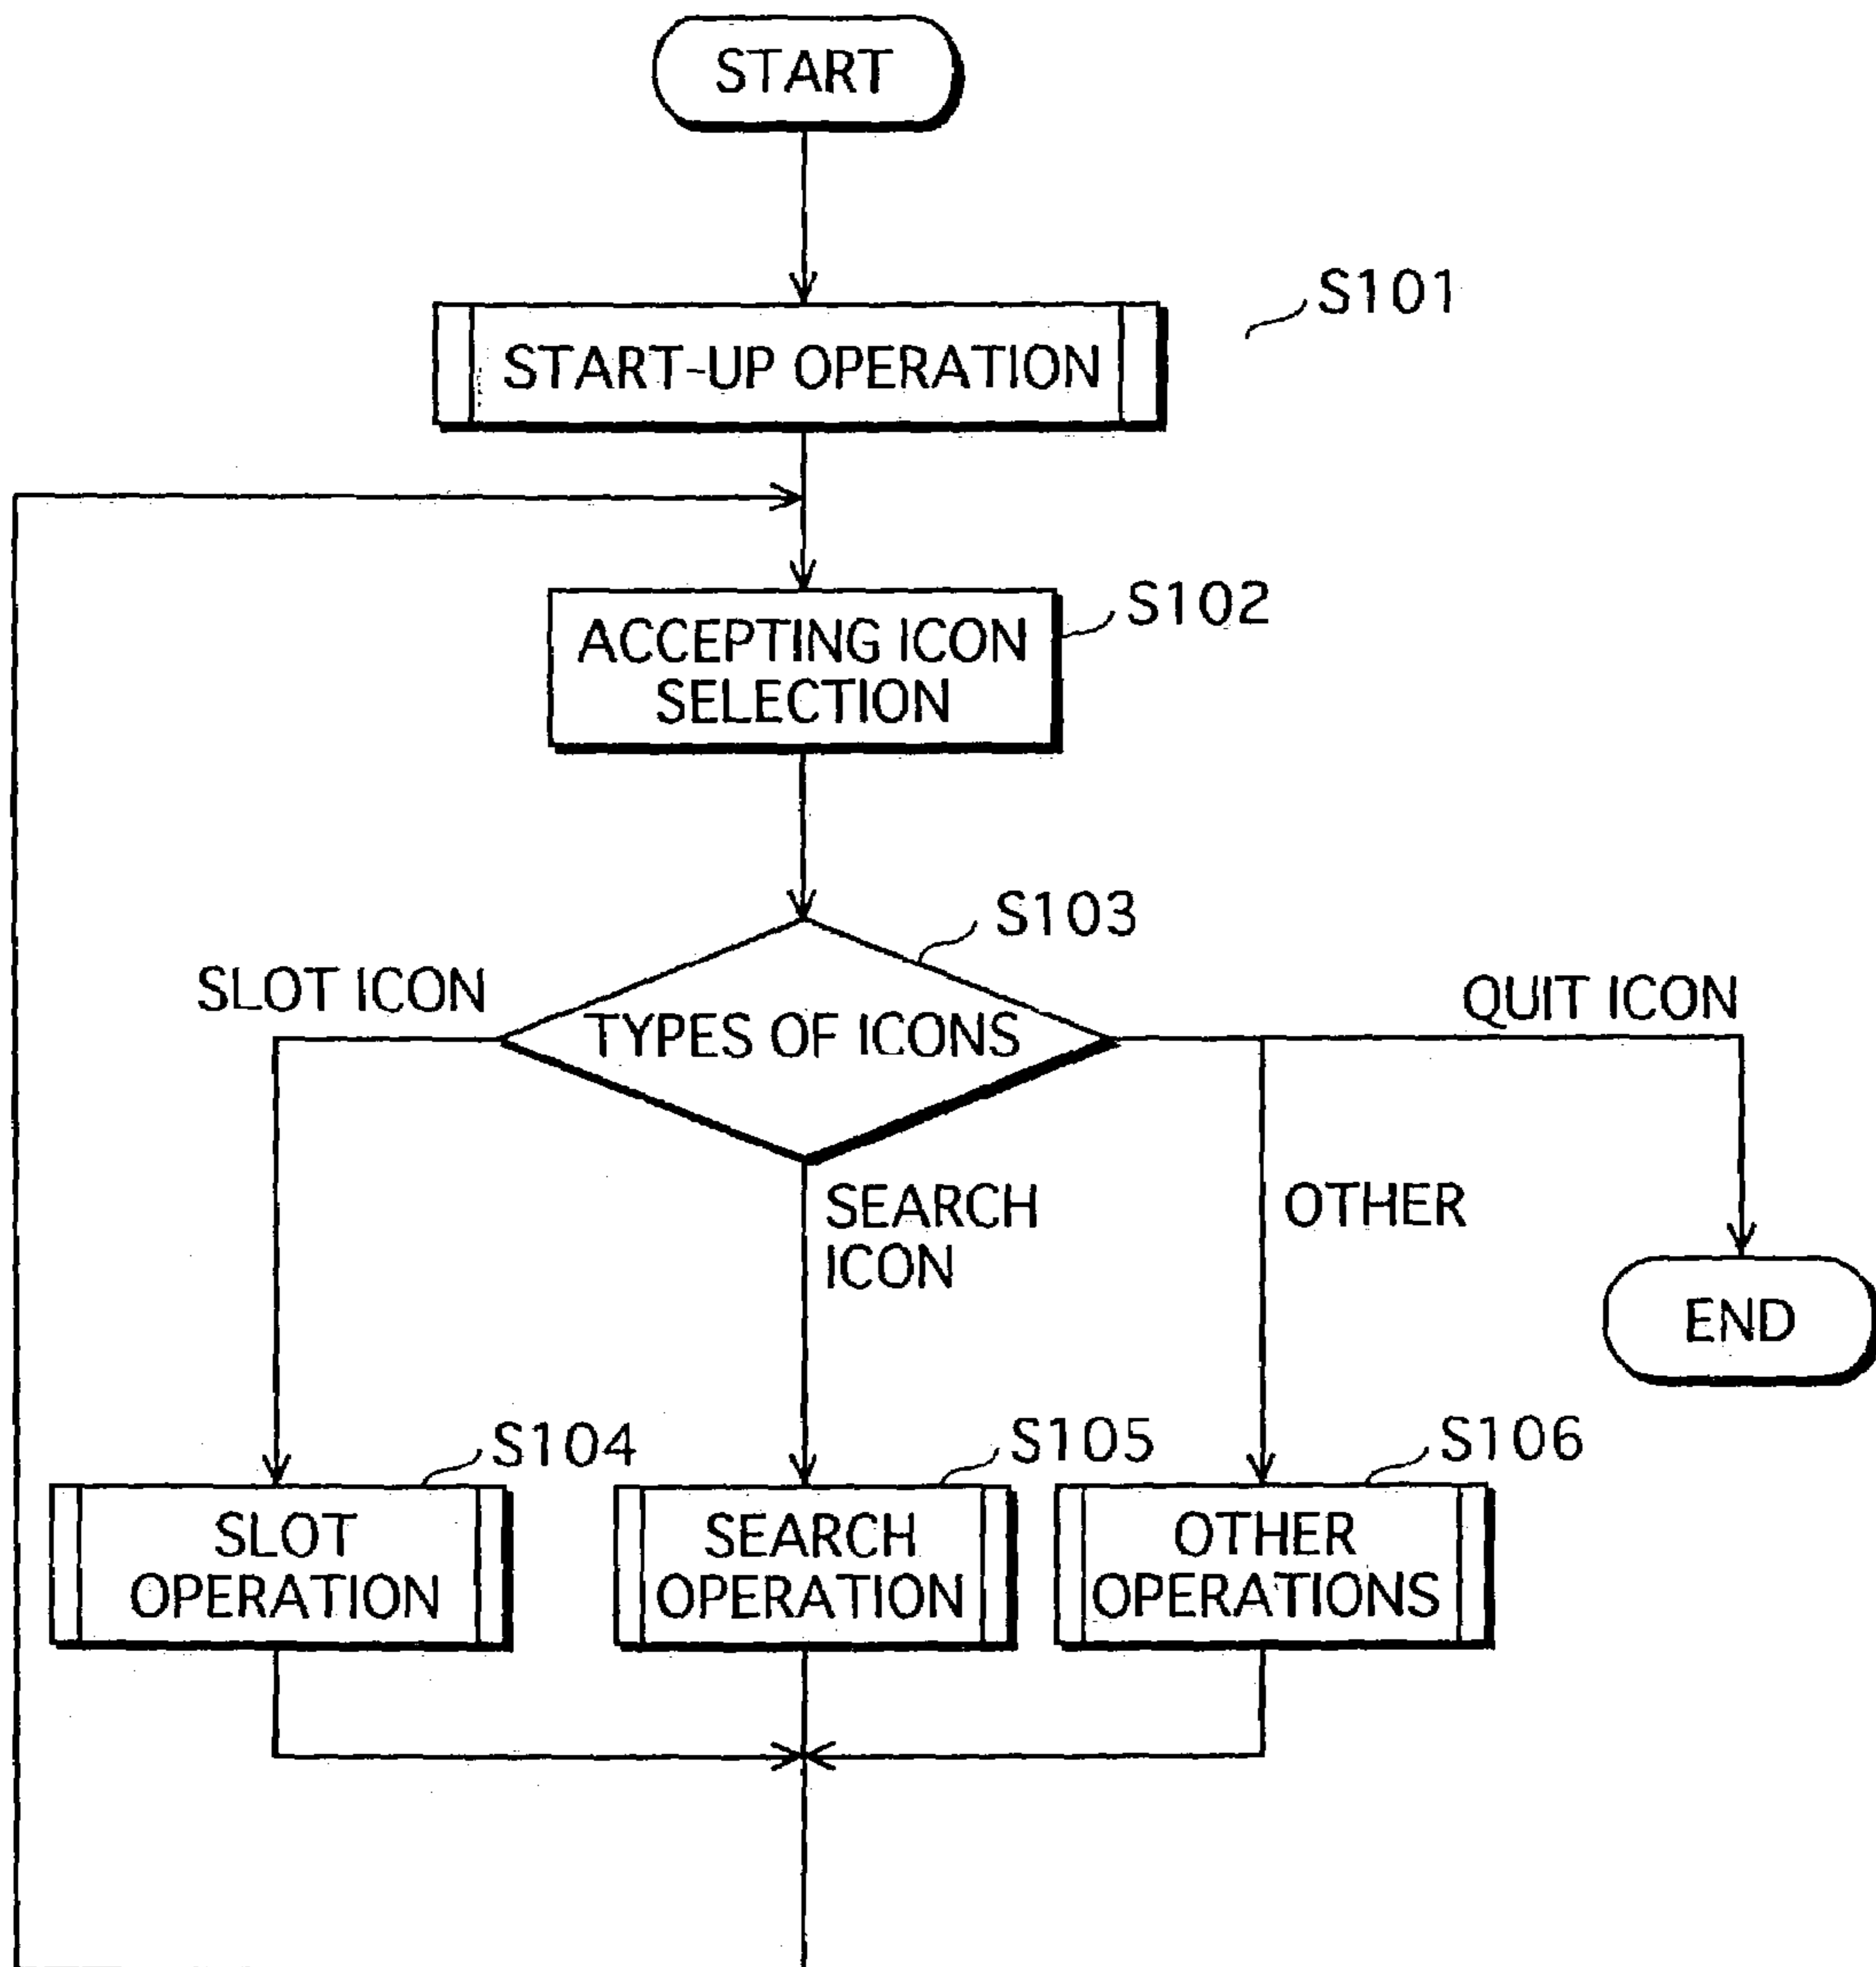 START
S101
START-UP OPERATION
S102
ACCEPTING ICON
SELECTION
S103
SLOT ICON
TYPES OF ICONS
QUIT ICON
SEARCH
ICON
OTHER
END
S104
S105
S106
SLOT
OPERATION
SEARCH
OPERATION
OTHER
OPERATIONS